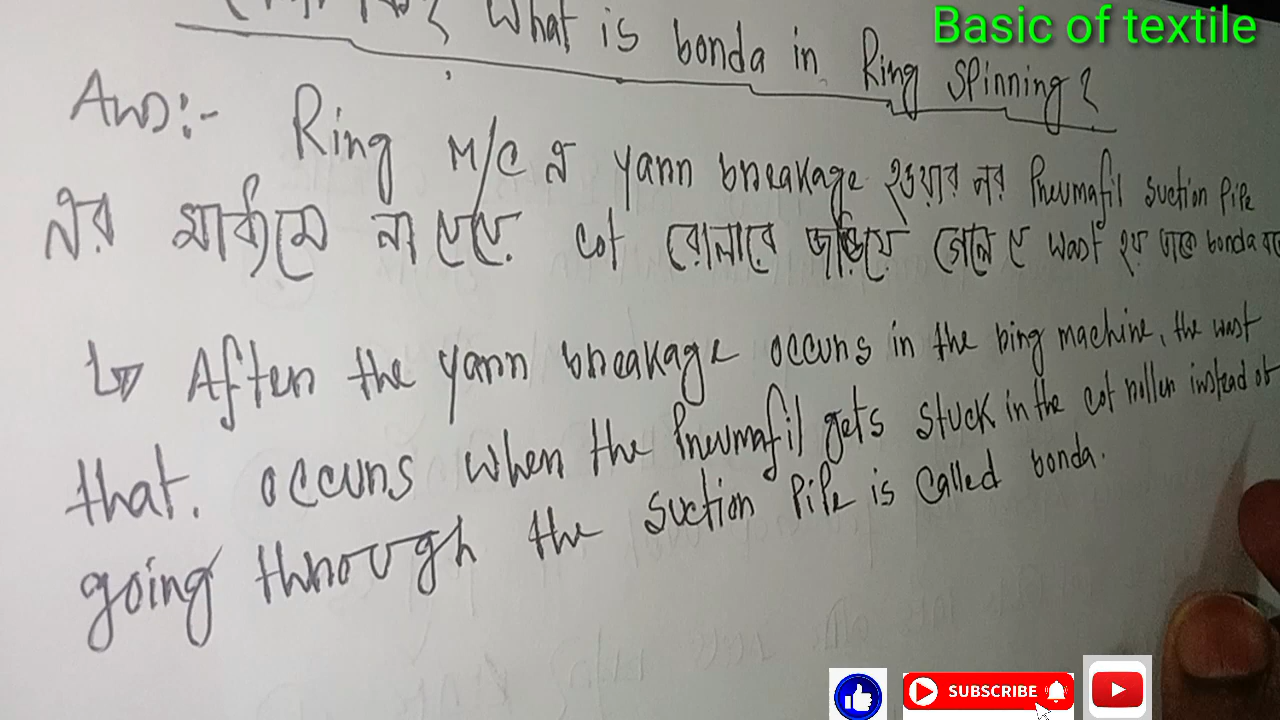 Basic of textile
What is bonda in Ring Spinning?
Ans:- Ring M/C এ yarn breakage হওয়ার পর Pneumafil suction Pipe
এর মাধ্যমে না যেয়ে cot রোলারে জড়িয়ে গেলে যে wast হয় তাকে bonda
↳ After the yarn breakage occurs in the bing machine, the wast
that. occurs when the Pneumafil gets stuck in the cot roller instead of
going through the suction Pipe is called bonda.
SUBSCRIBE